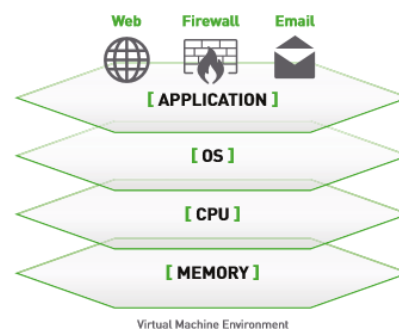 Web Firewall Email
[ APPLICATION ]
[ OS ]
[ CPU ]
[ MEMORY ]
Virtual Machine Environment